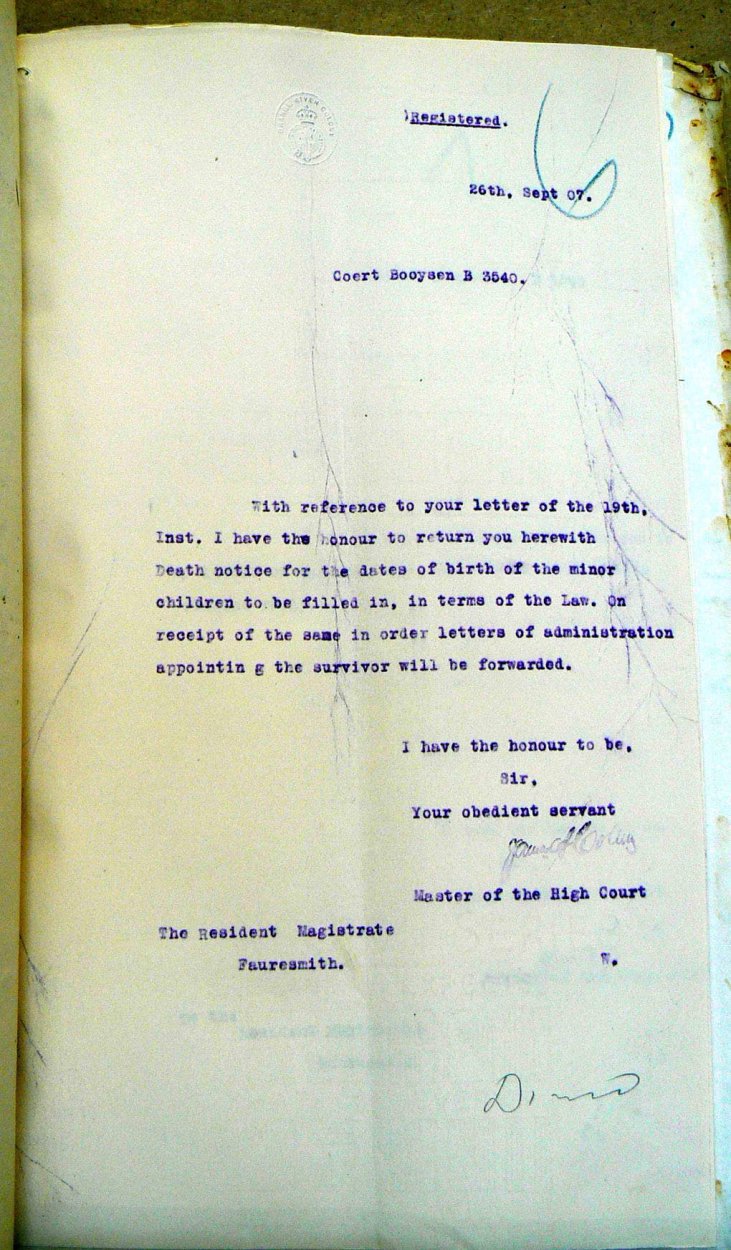 Registered.
26th. Sept 07.
Coert Booysen B 3540.
With reference to your letter of the 19th.
Inst. I have the honour to return you herewith
Death notice for the dates of birth of the minor
children to be filled in, in terms of the Law. On
receipt of the same in order letters of administration
appointin g the survivor will be forwarded.
I have the honour to be.
Sir.
Your obedient servant
Master of the High Court
The Resident Magistrate
Fauresmith.
W.